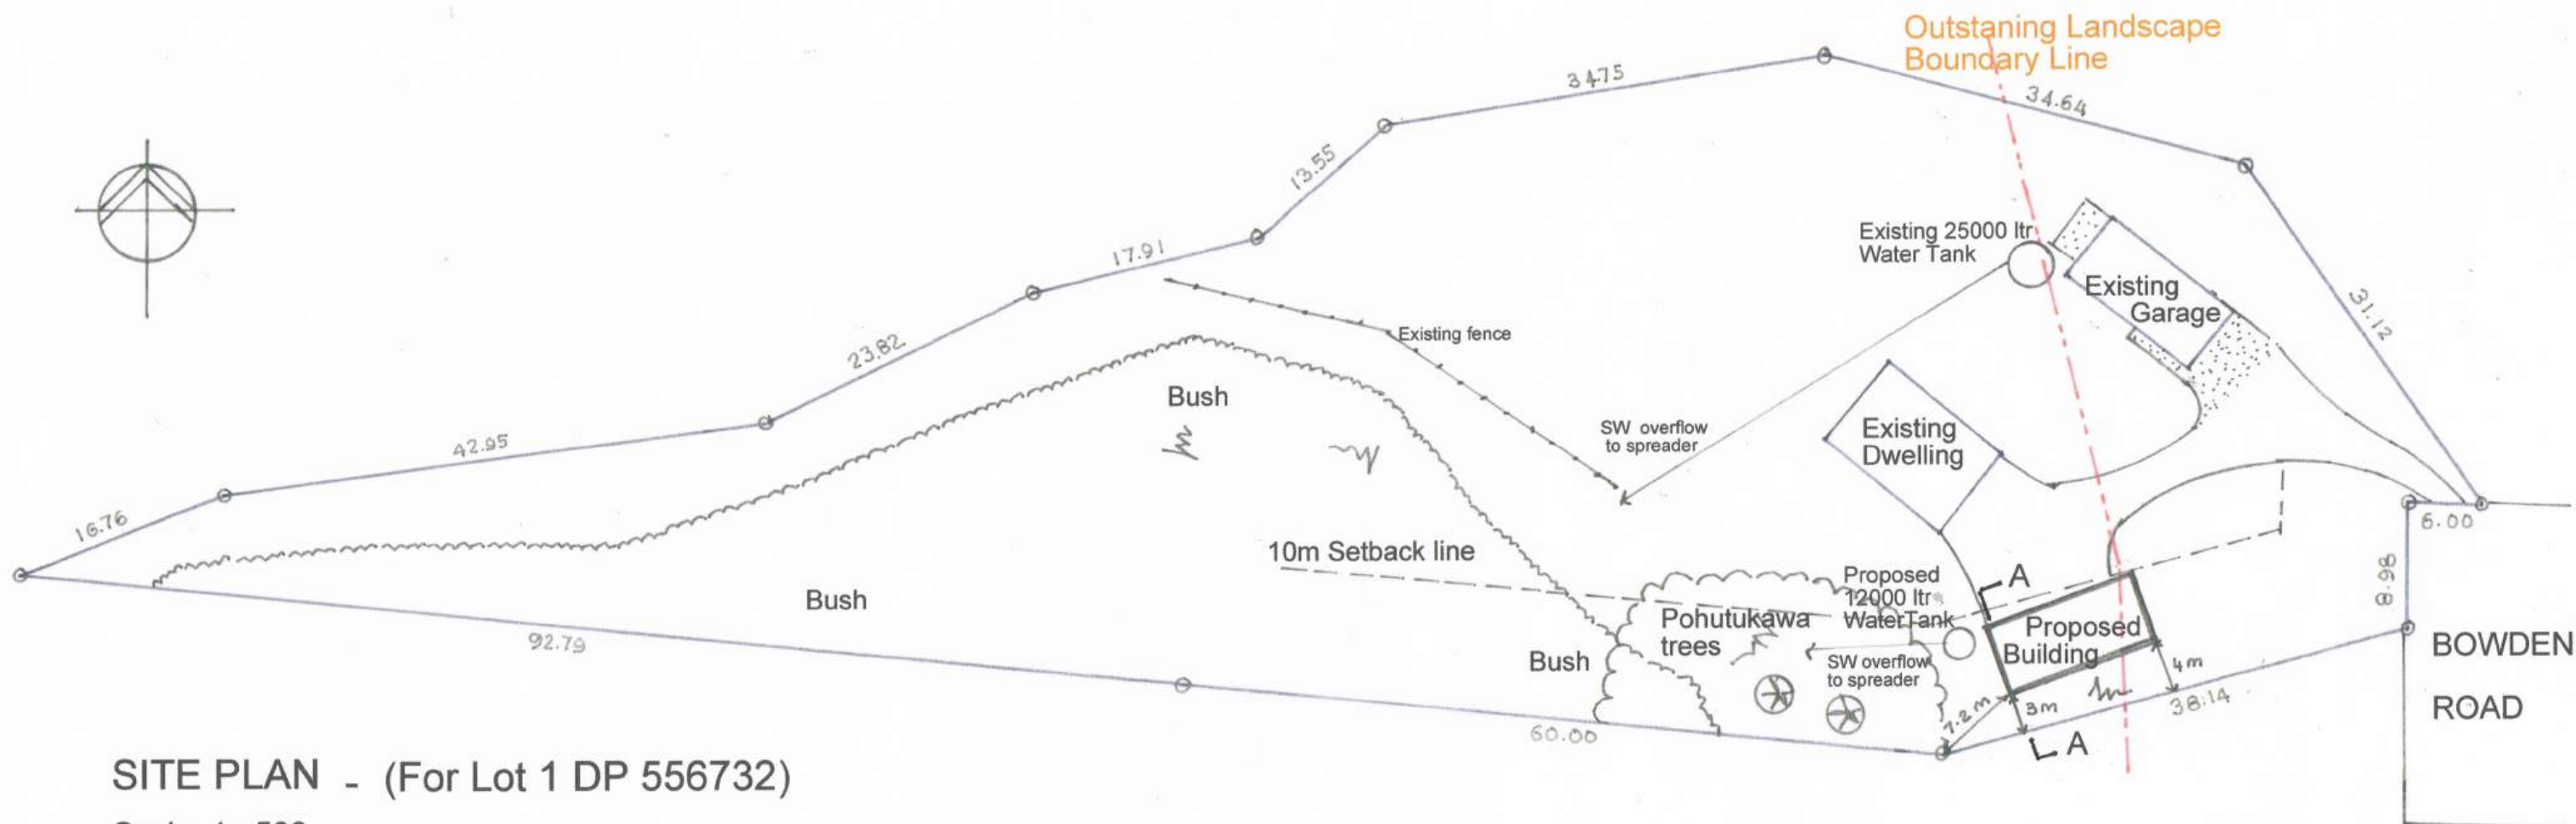 Outstaning Landscape
Boundary Line
34.75
34.64
13.55
Existing 25000 ltr
Water Tank
17.91
Existing
Garage
31.12
Existing fence
23.82
Bush
SW overflow
to spreader
Existing
Dwelling
42.95
16.76
6.00
10m Setback line
Proposed
12000 ltr
WaterTank
A
8.98
Bush
Pohutukawa
trees
Proposed
Building
BOWDEN
ROAD
92.79
Bush
SW overflow
to spreader
4m
7.2 m
3m
38.14
60.00
A
SITE PLAN - (For Lot 1 DP 556732)